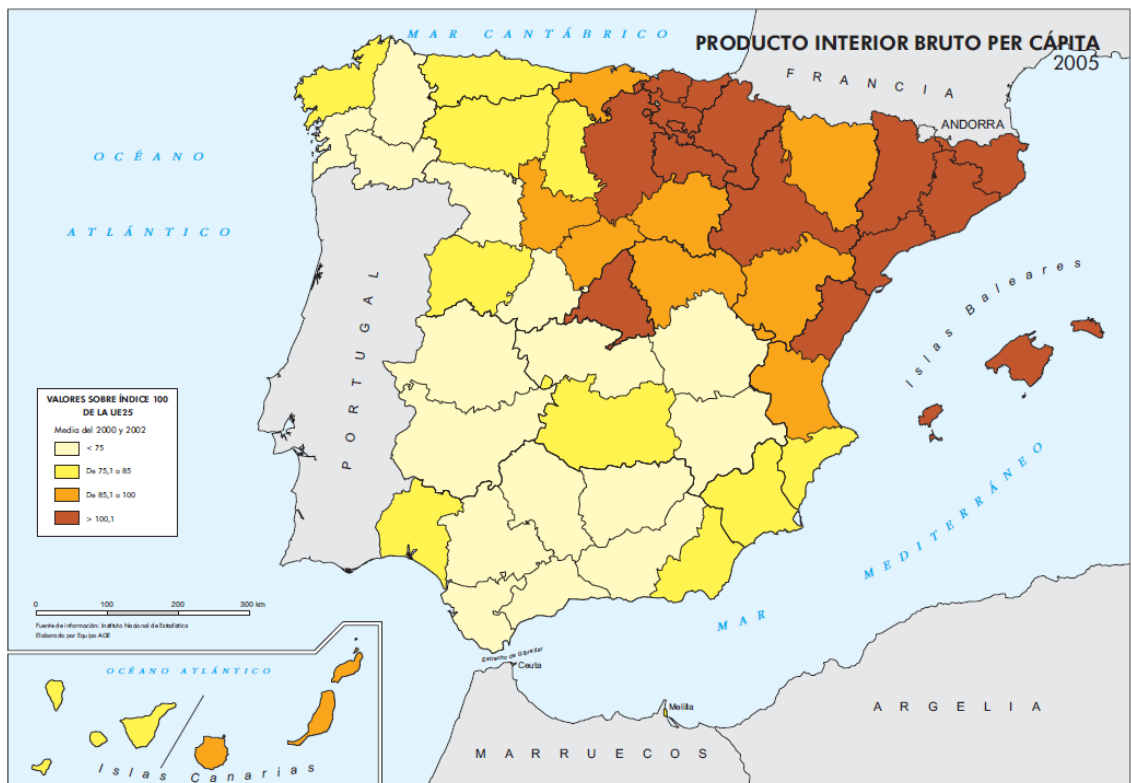 MAR CANTÁBRICO
PRODUCTO INTERIOR BRUTO PER CÁPITA
2005
FRANCIA
ANDORRA
OCÉANO
ATLÁNTICO
PORTUGAL
Islas Baleares
VALORES SOBRE ÍNDICE 100
DE LA UE25
Media del 2000 y 2002
< 75
De 75,1 a 85
De 85,1 a 100
> 100,1
MEDITERRÁNEO
MAR
0 100 200 300 km
Fuente de información: Instituto Nacional de Estadística
Elaborado por Equipo AGE
Estrecho de Gibraltar
Ceuta
Melilla
OCÉANO ATLÁNTICO
Islas Canarias
MARRUECOS
ARGELIA